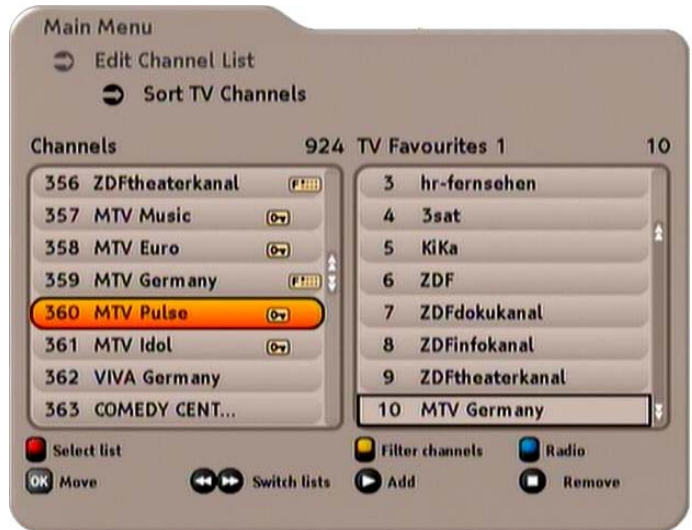 Main Menu
Edit Channel List
Sort TV Channels
Channels 924
356 ZDFtheaterkanal F
357 MTV Music
358 MTV Euro
359 MTV Germany F
360 MTV Pulse
361 MTV Idol
362 VIVA Germany
363 COMEDY CENT...
TV Favourites 1 10
3 hr-fernsehen
4 3sat
5 KiKa
6 ZDF
7 ZDFdokukanal
8 ZDFinfokanal
9 ZDFtheaterkanal
10 MTV Germany
Select list Filter channels Radio
OK Move Switch lists Add Remove